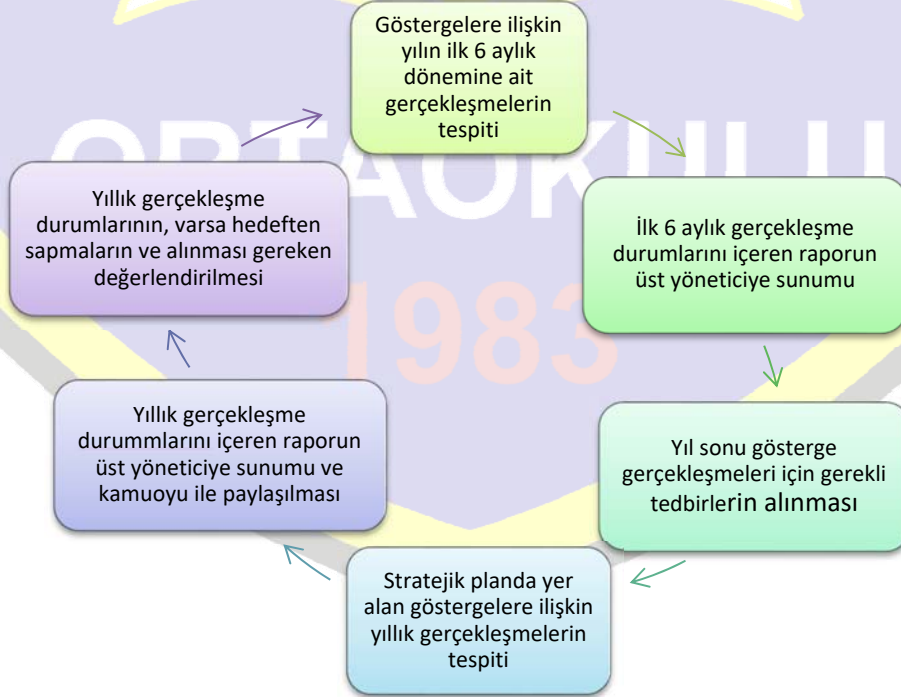 Göstergelere ilişkin
yılın ilk 6 aylık
dönemine ait
gerçekleşmelerin
tespiti
İlk 6 aylık gerçekleşme
durumlarını içeren raporun
üst yöneticiye sunumu
Yıl sonu gösterge
gerçekleşmeleri için gerekli
tedbirlerin alınması
Stratejik planda yer
alan göstergelere ilişkin
yıllık gerçekleşmelerin
tespiti
Yıllık gerçekleşme
durummlarını içeren raporun
üst yöneticiye sunumu ve
kamuoyu ile paylaşılması
Yıllık gerçekleşme
durumlarının, varsa hedeften
sapmaların ve alınması gereken
değerlendirilmesi
ORTAOKULU
1983